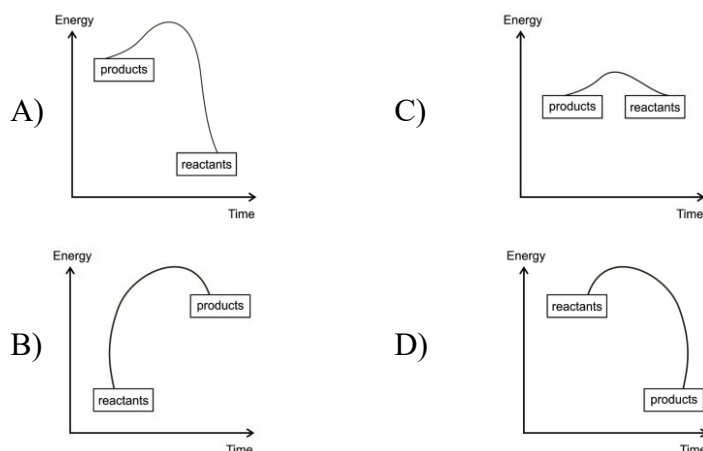 A)
Energy
products
reactants
Time
C)
Energy
products
reactants
Time
B)
Energy
products
reactants
Time
D)
Energy
reactants
products
Time